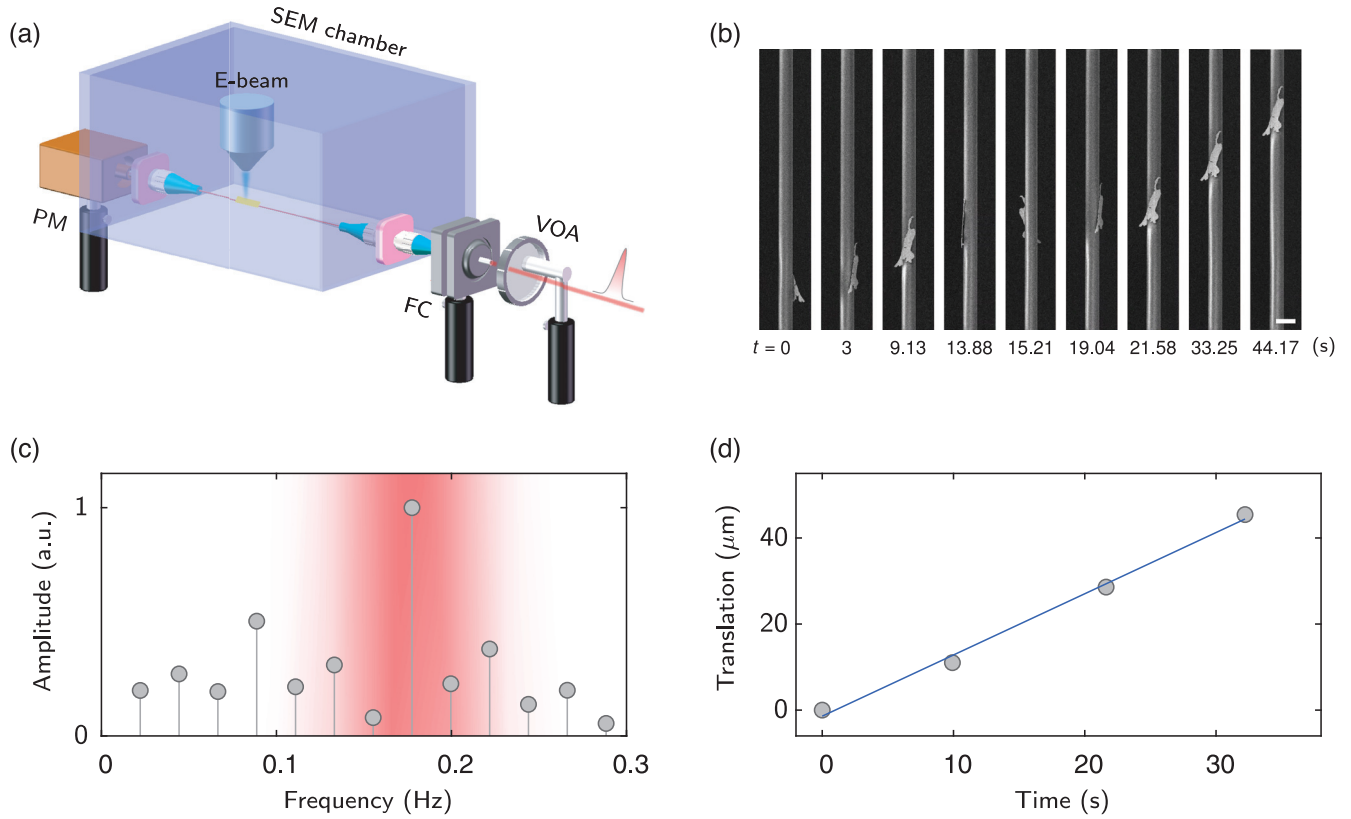 (a)
SEM chamber
E-beam
PM
FC
VOA
(b)
t = 0 3 9.13 13.88 15.21 19.04 21.58 33.25 44.17 (s)
(c)
Amplitude (a.u.)
1
0
0 0.1 0.2 0.3
Frequency (Hz)
(d)
Translation (μm)
40
20
0
0 10 20 30
Time (s)